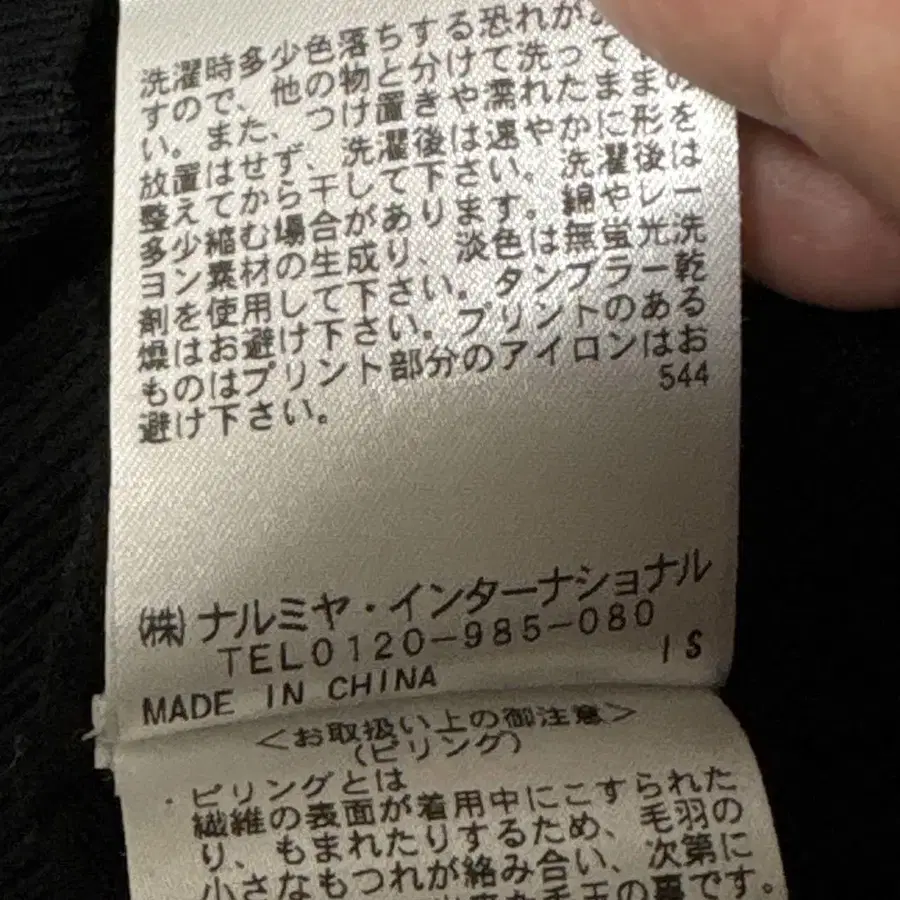 洗濯時多少色落ちする恐れがあ
すので、他の物と分けて洗って
い。また、つけ置きや濡れたままの
放置はせず、洗濯後は速やかに形を
整えてから干して下さい。洗濯後は
多少縮む場合があります。綿やレー
ヨン素材の生成り、淡色は無蛍光洗
剤を使用して下さい。タンブラー乾
燥はお避け下さい。プリントのある
ものはプリント部分のアイロンはお
避け下さい。
544
(株)ナルミヤ・インターナショナル
TEL0120-985-080
IS
MADE IN CHINA
<お取扱い上の御注意>
(ピリング)
・ピリングとは
繊維の表面が着用中にこすられた
り、もまれたりするため、毛羽の
小さなもつれが絡み合い、次第に
です。